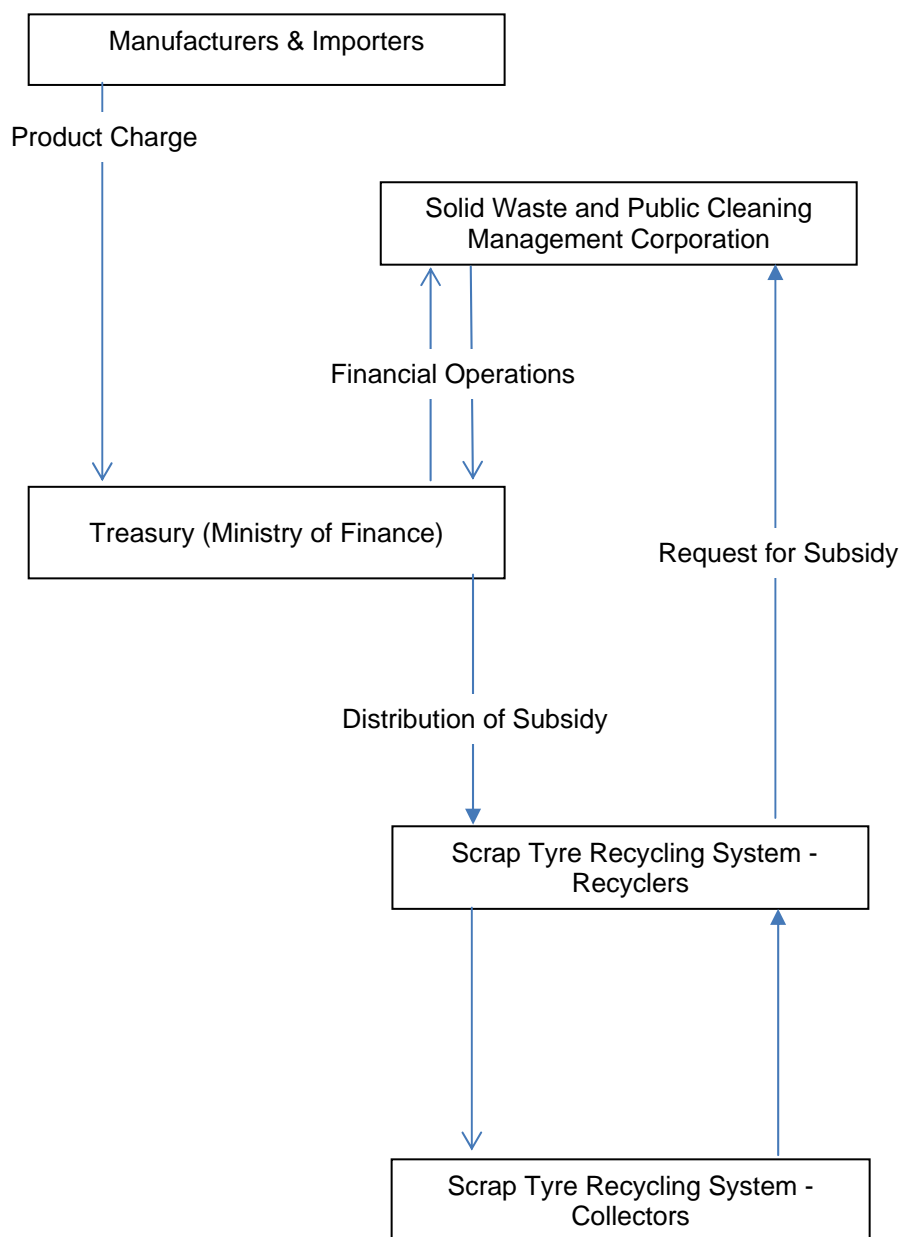 Manufacturers & Importers
Product Charge
Solid Waste and Public Cleaning
Management Corporation
Financial Operations
Treasury (Ministry of Finance)
Request for Subsidy
Distribution of Subsidy
Scrap Tyre Recycling System -
Recyclers
Scrap Tyre Recycling System -
Collectors